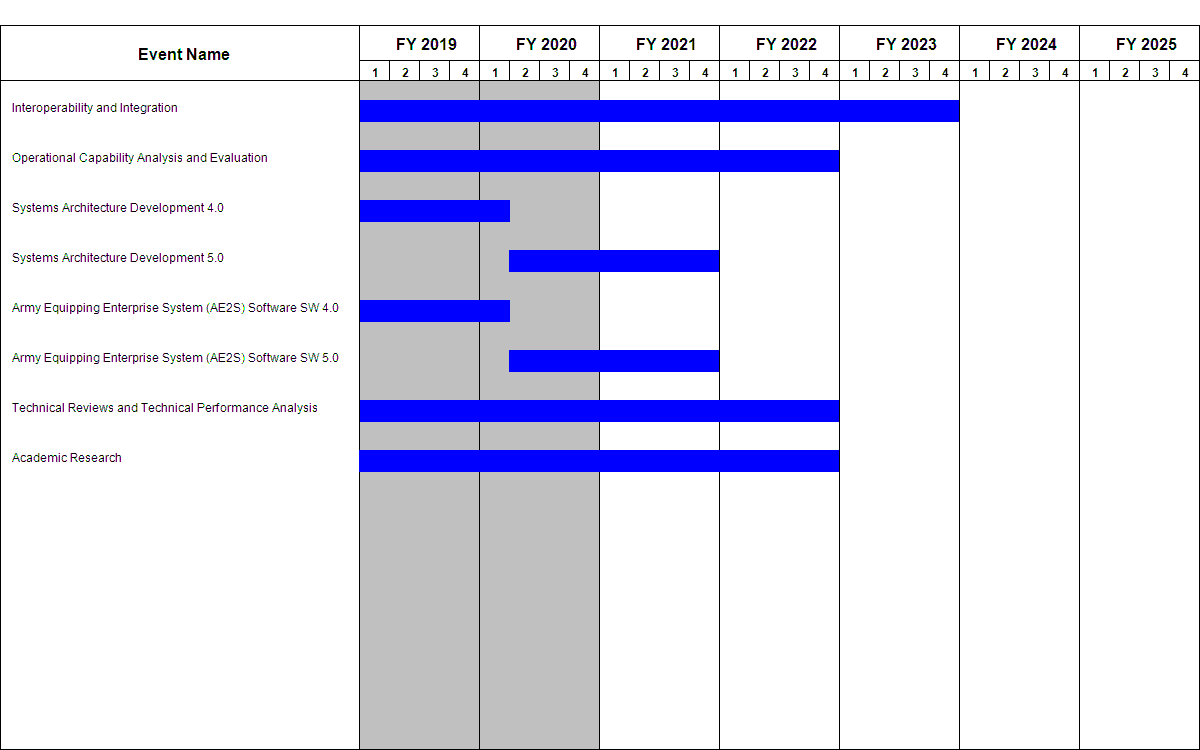 Event Name
FY 2019 FY 2020 FY 2021 FY 2022 FY 2023 FY 2024 FY 2025
1 2 3 4 1 2 3 4 1 2 3 4 1 2 3 4 1 2 3 4 1 2 3 4 1 2 3 4
Interoperability and Integration
Operational Capability Analysis and Evaluation
Systems Architecture Development 4.0
Systems Architecture Development 5.0
Army Equipping Enterprise System (AE2S) Software SW 4.0
Army Equipping Enterprise System (AE2S) Software SW 5.0
Technical Reviews and Technical Performance Analysis
Academic Research